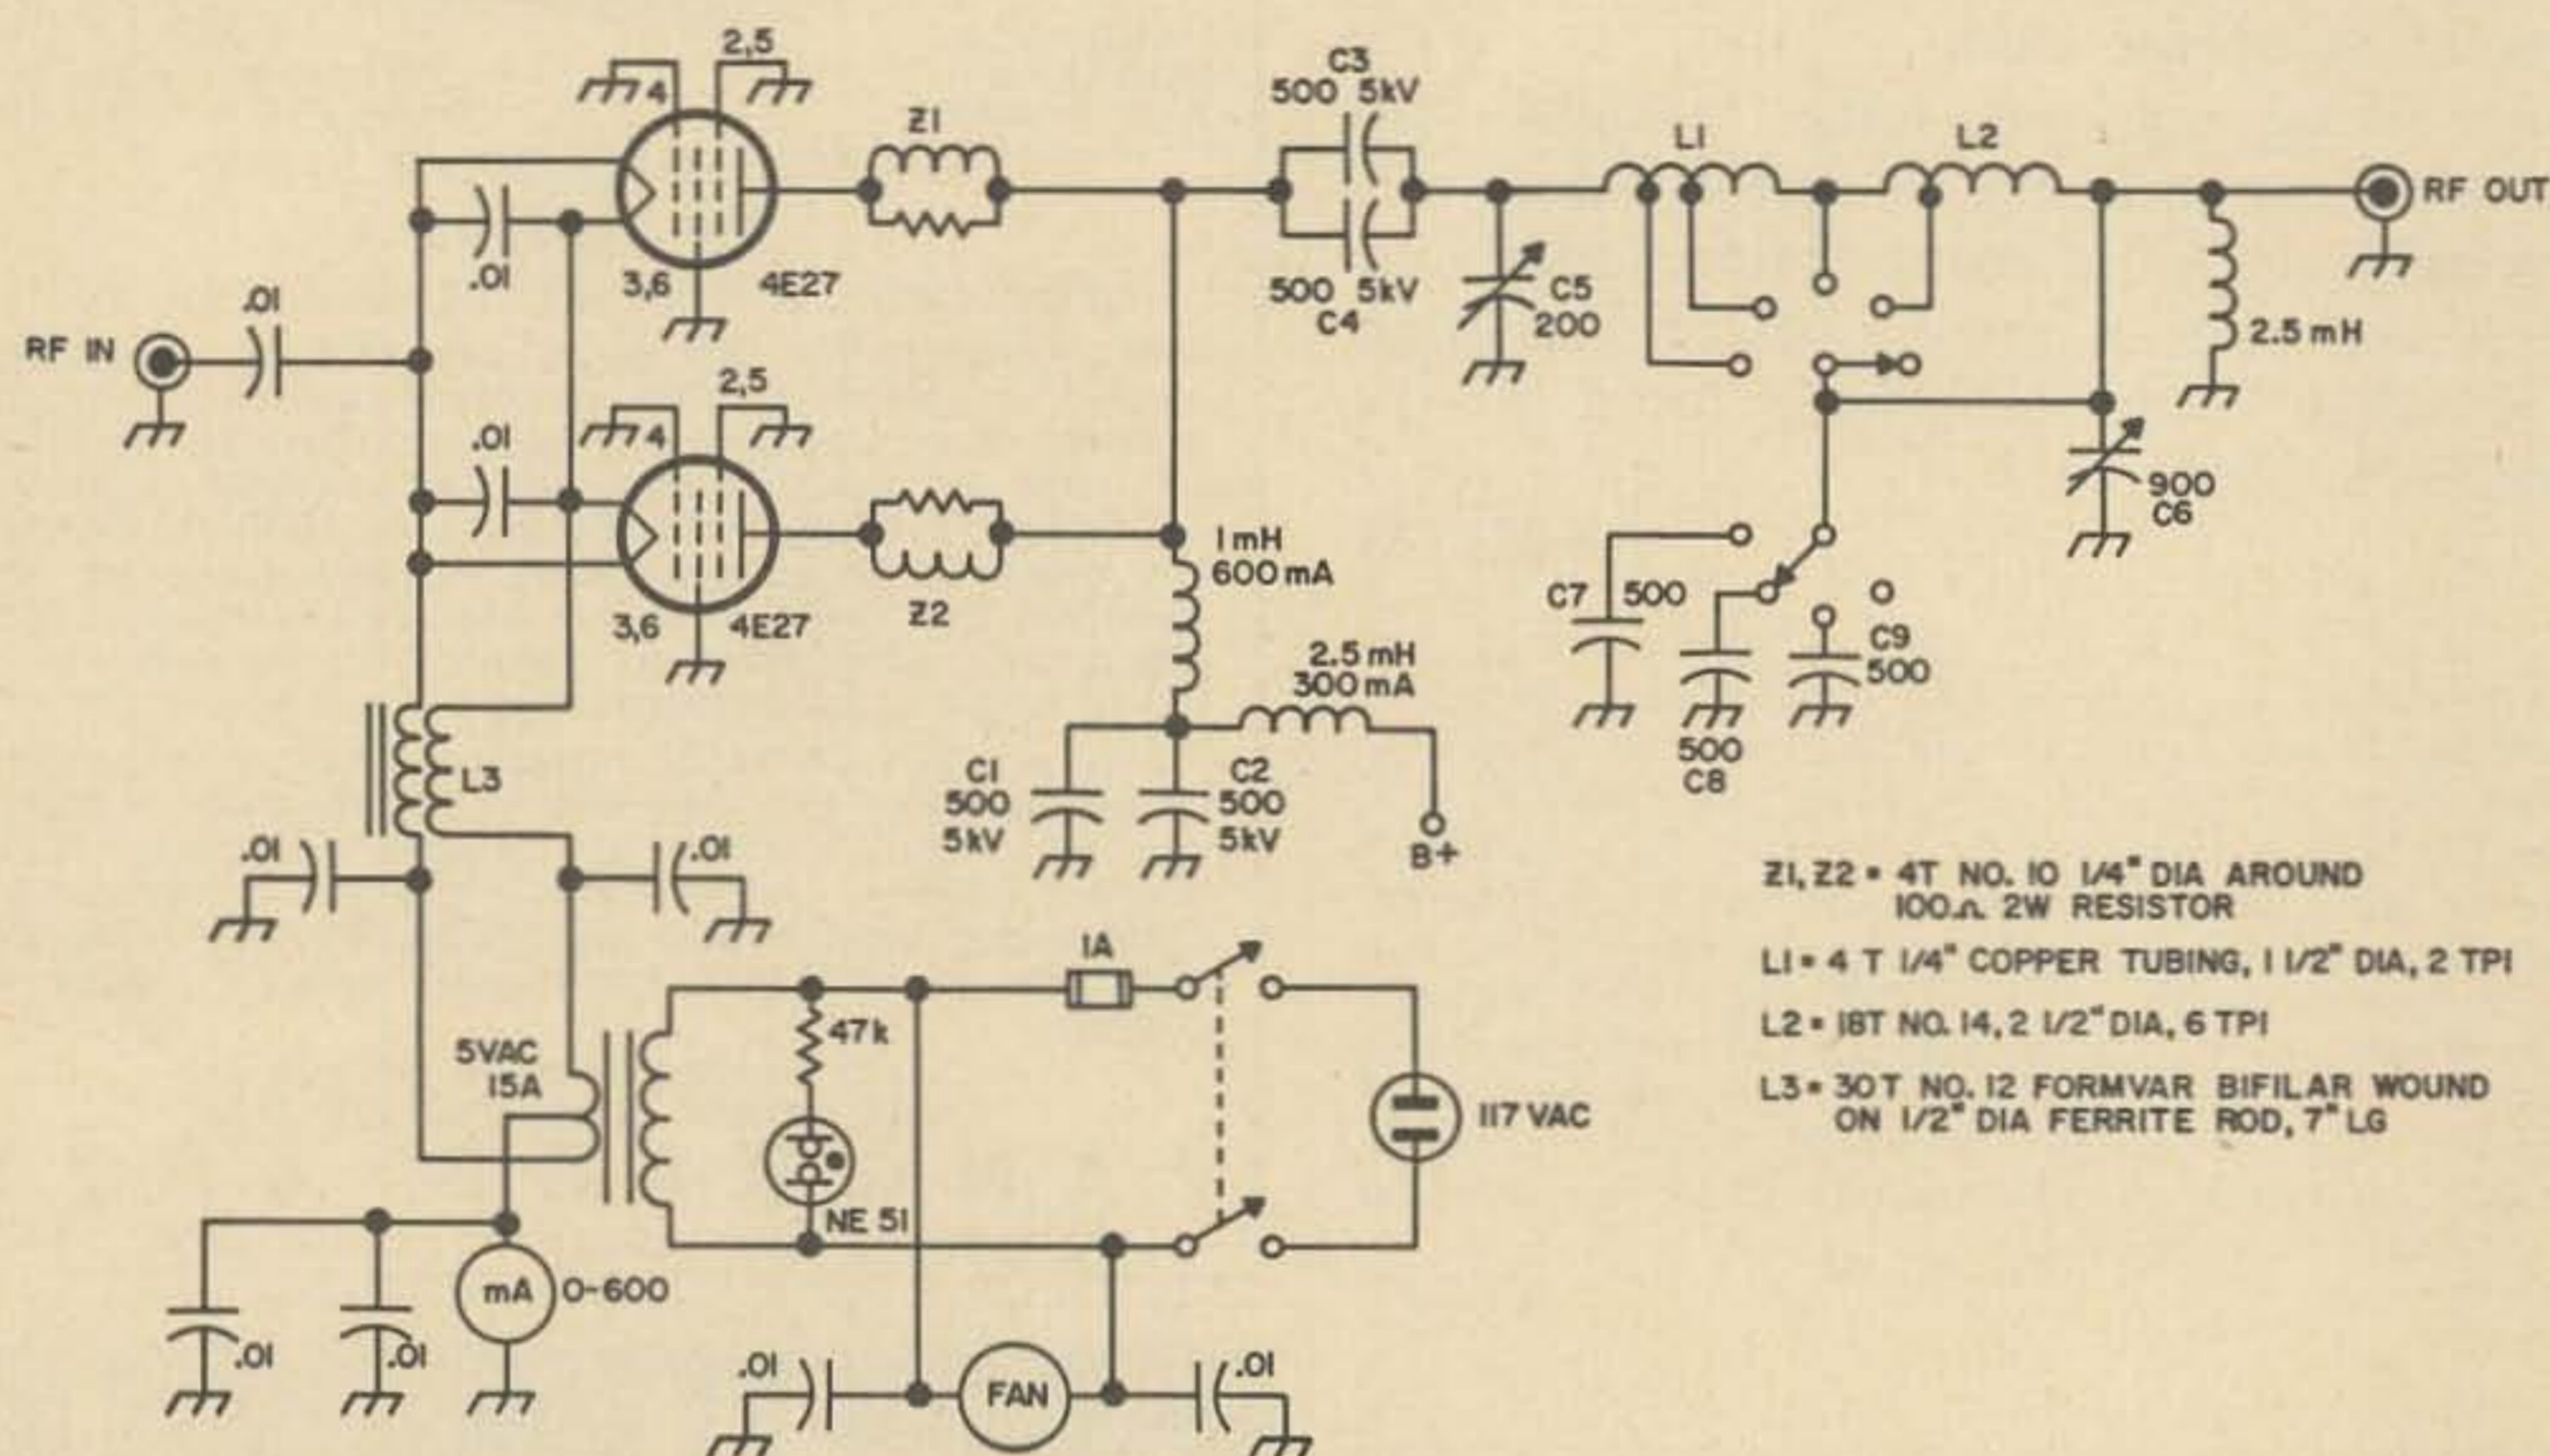 2,5
4
Z1
C3
500 5kV
L1
L2
RF OUT
.01
3,6
4E27
500 5kV
C4
C5
200
2.5 mH
.01
RF IN
2,5
.01
4
1 mH
600 mA
900
C6
3,6
4E27
Z2
C7
500
C9
500
2.5 mH
300 mA
500
C8
L3
C1
500
5kV
C2
500
5kV
B+
.01
.01
Z1, Z2 = 4T NO. 10 1/4" DIA AROUND
100Ω 2W RESISTOR
L1 = 4 T 1/4" COPPER TUBING, 1 1/2" DIA, 2 TPI
L2 = 18T NO. 14, 2 1/2" DIA, 6 TPI
L3 = 30T NO. 12 FORMVAR BIFILAR WOUND
ON 1/2" DIA FERRITE ROD, 7" LG
1A
47k
5VAC
15A
117 VAC
NE 51
mA
0-600
.01
.01
.01
FAN
.01